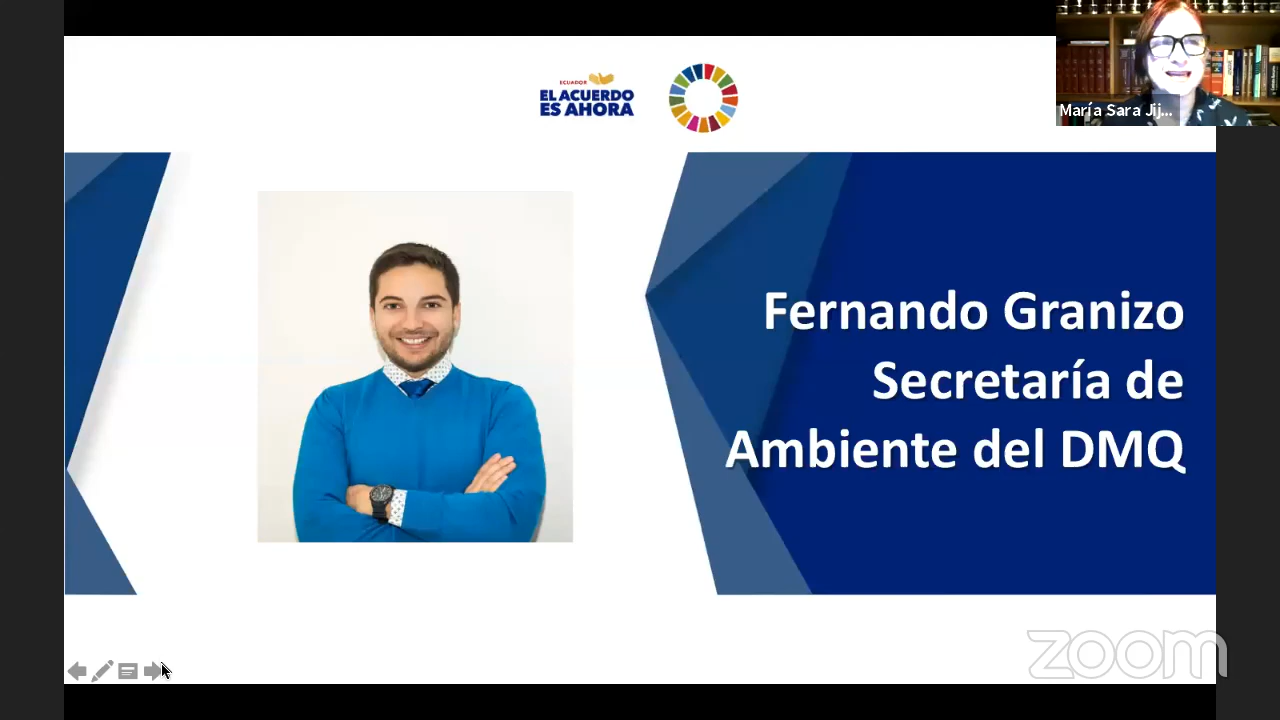 ECUADOR
EL ACUERDO
ES AHORA
María Sara Jij...
Fernando Granizo
Secretaría de
Ambiente del DMQ
zoom